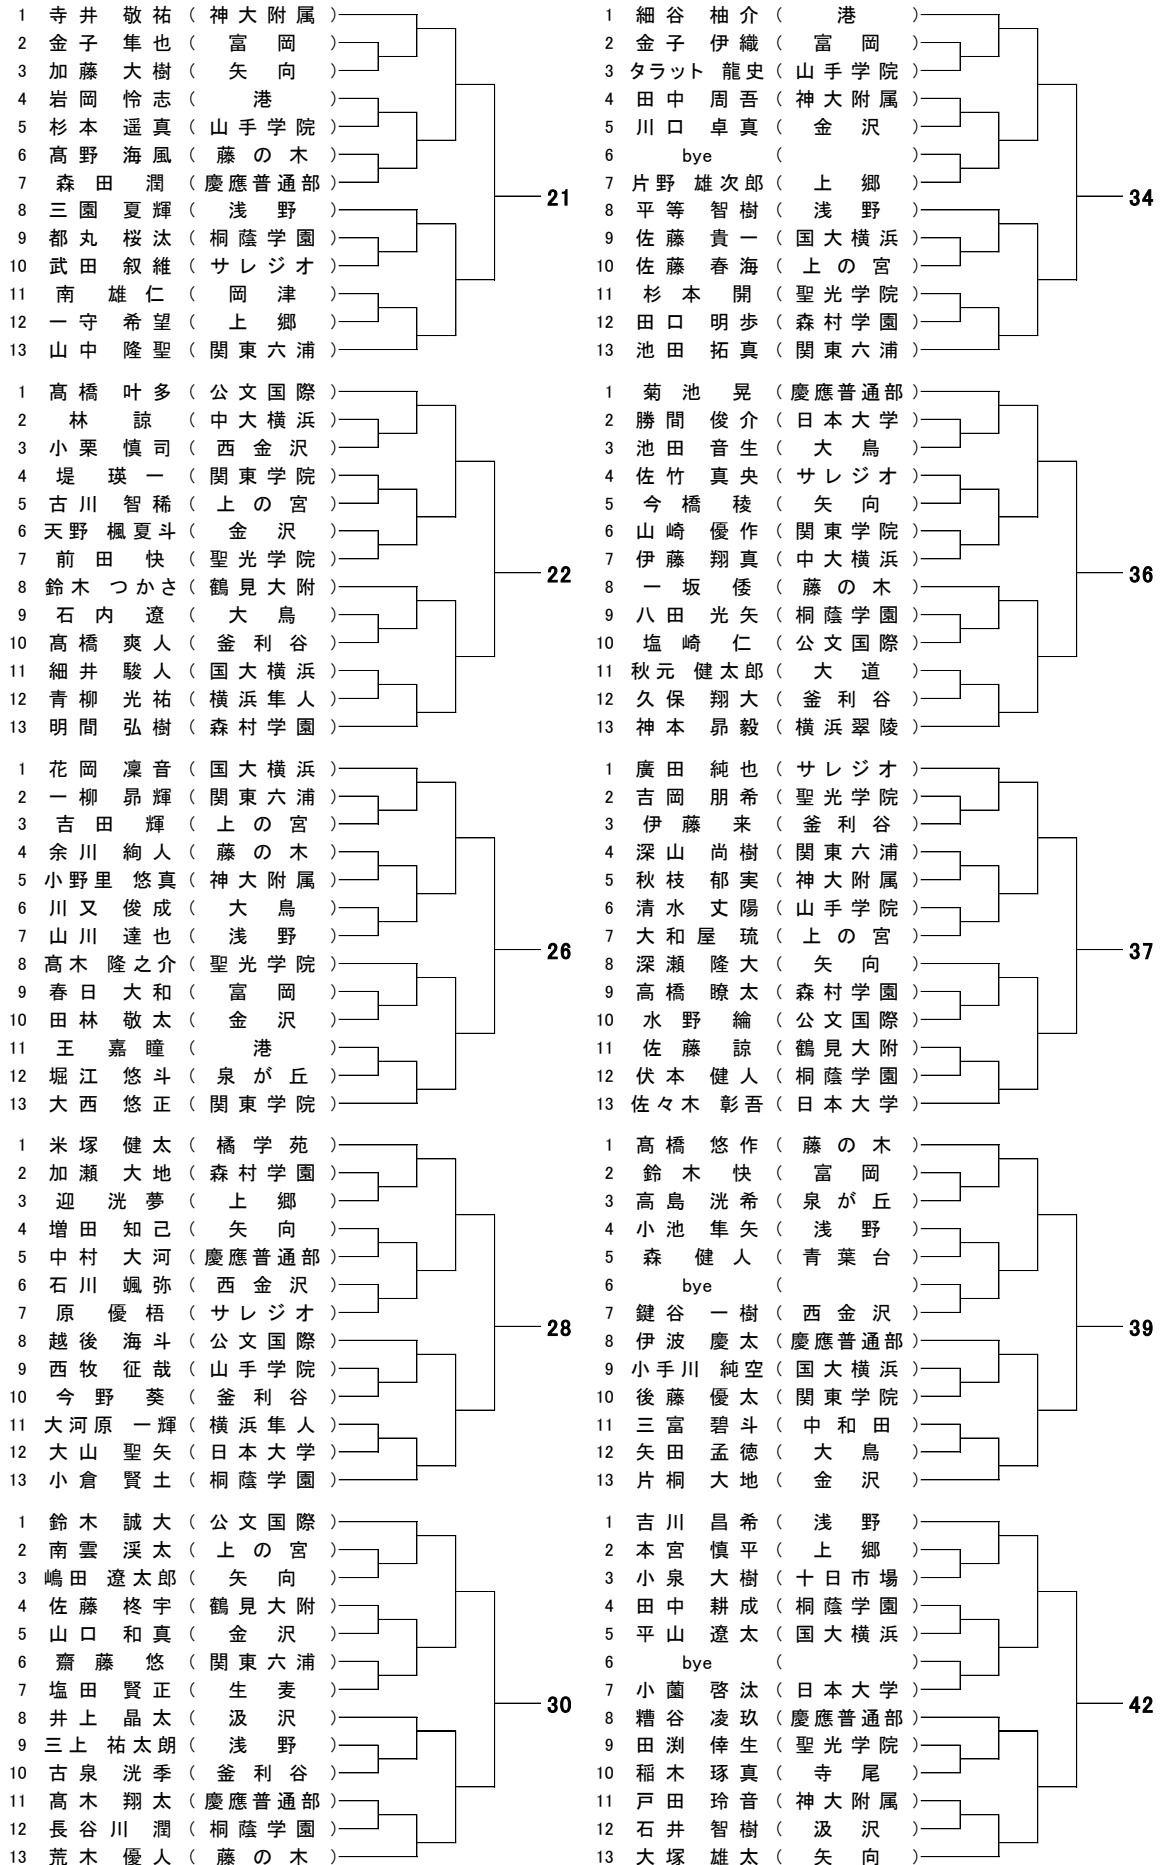 1 寺井 敬祐 ( 神大附属 )
2 金子 隼也 ( 富岡 )
3 加藤 大樹 ( 矢向 )
4 岩岡 怜志 ( 港 )
5 杉本 遥真 ( 山手学院 )
6 髙野 海風 ( 藤の木 )
7 森田 潤 ( 慶應普通部 )
21
8 三園 夏輝 ( 浅野 )
9 都丸 桜汰 ( 桐蔭学園 )
10 武田 叙維 ( サレジオ )
11 南 雄仁 ( 岡津 )
12 一守 希望 ( 上郷 )
13 山中 隆聖 ( 関東六浦 )
1 髙橋 叶多 ( 公文国際 )
2 林 諒 ( 中大横浜 )
3 小栗 慎司 ( 西金沢 )
4 堤 瑛一 ( 関東学院 )
5 古川 智稀 ( 上の宮 )
6 天野 楓夏斗 ( 金沢 )
7 前田 快 ( 聖光学院 )
22
8 鈴木 つかさ ( 鶴見大附 )
9 石内 遼 ( 大鳥 )
10 髙橋 爽人 ( 釜利谷 )
11 細井 駿人 ( 国大横浜 )
12 青柳 光祐 ( 横浜隼人 )
13 明間 弘樹 ( 森村学園 )
1 花岡 凜音 ( 国大横浜 )
2 一柳 昴輝 ( 関東六浦 )
3 吉田 輝 ( 上の宮 )
4 余川 絢人 ( 藤の木 )
5 小野里 悠真 ( 神大附属 )
6 川又 俊成 ( 大鳥 )
7 山川 達也 ( 浅野 )
26
8 髙木 隆之介 ( 聖光学院 )
9 春日 大和 ( 富岡 )
10 田林 敬太 ( 金沢 )
11 王 嘉瞳 ( 港 )
12 堀江 悠斗 ( 泉が丘 )
13 大西 悠正 ( 関東学院 )
1 米塚 健太 ( 橘学苑 )
2 加瀬 大地 ( 森村学園 )
3 迎 洸夢 ( 上郷 )
4 増田 知己 ( 矢向 )
5 中村 大河 ( 慶應普通部 )
6 石川 颯弥 ( 西金沢 )
7 原 優梧 ( サレジオ )
28
8 越後 海斗 ( 公文国際 )
9 西牧 征哉 ( 山手学院 )
10 今野 葵 ( 釜利谷 )
11 大河原 一輝 ( 横浜隼人 )
12 大山 聖矢 ( 日本大学 )
13 小倉 賢土 ( 桐蔭学園 )
1 鈴木 誠大 ( 公文国際 )
2 南雲 渓太 ( 上の宮 )
3 嶋田 遼太郎 ( 矢向 )
4 佐藤 柊宇 ( 鶴見大附 )
5 山口 和真 ( 金沢 )
6 齋藤 悠 ( 関東六浦 )
7 塩田 賢正 ( 生麦 )
30
8 井上 晶太 ( 汲沢 )
9 三上 祐太朗 ( 浅野 )
10 古泉 洸季 ( 釜利谷 )
11 髙木 翔太 ( 慶應普通部 )
12 長谷川 潤 ( 桐蔭学園 )
13 荒木 優人 ( 藤の木 )
1 細谷 柚介 ( 港 )
2 金子 伊織 ( 富岡 )
3 タラット 龍史 ( 山手学院 )
4 田中 周吾 ( 神大附属 )
5 川口 卓真 ( 金沢 )
6 bye ( )
7 片野 雄次郎 ( 上郷 )
34
8 平等 智樹 ( 浅野 )
9 佐藤 貴一 ( 国大横浜 )
10 佐藤 春海 ( 上の宮 )
11 杉本 開 ( 聖光学院 )
12 田口 明歩 ( 森村学園 )
13 池田 拓真 ( 関東六浦 )
1 菊池 晃 ( 慶應普通部 )
2 勝間 俊介 ( 日本大学 )
3 池田 音生 ( 大鳥 )
4 佐竹 真央 ( サレジオ )
5 今橋 稜 ( 矢向 )
6 山崎 優作 ( 関東学院 )
7 伊藤 翔真 ( 中大横浜 )
36
8 一坂 倭 ( 藤の木 )
9 八田 光矢 ( 桐蔭学園 )
10 塩崎 仁 ( 公文国際 )
11 秋元 健太郎 ( 大道 )
12 久保 翔大 ( 釜利谷 )
13 神本 昴毅 ( 横浜翠陵 )
1 廣田 純也 ( サレジオ )
2 吉岡 朋希 ( 聖光学院 )
3 伊藤 来 ( 釜利谷 )
4 深山 尚樹 ( 関東六浦 )
5 秋枝 郁実 ( 神大附属 )
6 清水 丈陽 ( 山手学院 )
7 大和屋 琉 ( 上の宮 )
37
8 深瀬 隆大 ( 矢向 )
9 高橋 瞭太 ( 森村学園 )
10 水野 綸 ( 公文国際 )
11 佐藤 諒 ( 鶴見大附 )
12 伏本 健人 ( 桐蔭学園 )
13 佐々木 彰吾 ( 日本大学 )
1 髙橋 悠作 ( 藤の木 )
2 鈴木 快 ( 富岡 )
3 高島 洸希 ( 泉が丘 )
4 小池 隼矢 ( 浅野 )
5 森 健人 ( 青葉台 )
6 bye ( )
7 鍵谷 一樹 ( 西金沢 )
39
8 伊波 慶太 ( 慶應普通部 )
9 小手川 純空 ( 国大横浜 )
10 後藤 優太 ( 関東学院 )
11 三富 碧斗 ( 中和田 )
12 矢田 孟徳 ( 大鳥 )
13 片桐 大地 ( 金沢 )
1 吉川 昌希 ( 浅野 )
2 本宮 慎平 ( 上郷 )
3 小泉 大樹 ( 十日市場 )
4 田中 耕成 ( 桐蔭学園 )
5 平山 遼太 ( 国大横浜 )
6 bye ( )
7 小薗 啓汰 ( 日本大学 )
42
8 糟谷 凌玖 ( 慶應普通部 )
9 田渕 倖生 ( 聖光学院 )
10 稲木 琢真 ( 寺尾 )
11 戸田 玲音 ( 神大附属 )
12 石井 智樹 ( 汲沢 )
13 大塚 雄太 ( 矢向 )